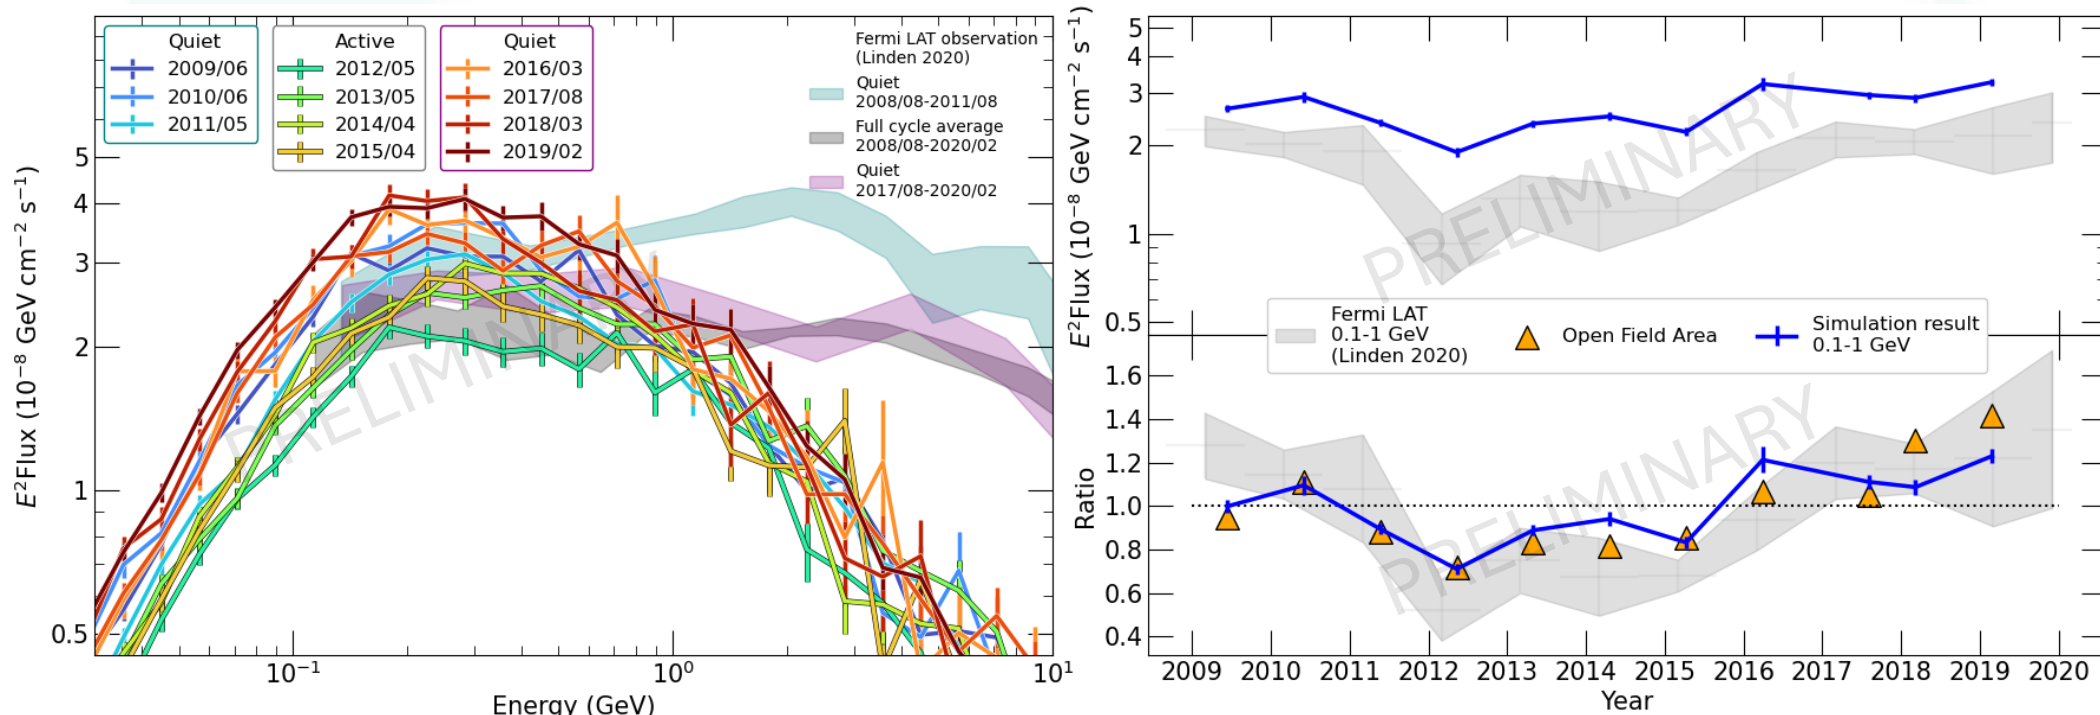 E²Flux (10⁻⁸ GeV cm⁻² s⁻¹)
5
4
3
2
1
0.5
Quiet
2009/06
2010/06
2011/05
Active
2012/05
2013/05
2014/04
2015/04
Quiet
2016/03
2017/08
2018/03
2019/02
Fermi LAT observation
(Linden 2020)
Quiet
2008/08-2011/08
Full cycle average
2008/08-2020/02
Quiet
2017/08-2020/02
PRELIMINARY
10⁻¹
10⁰
10¹
Energy (GeV)
E²Flux (10⁻⁸ GeV cm⁻² s⁻¹)
5
4
3
2
1
0.5
PRELIMINARY
Fermi LAT
0.1-1 GeV
(Linden 2020)
Open Field Area
Simulation result
0.1-1 GeV
Ratio
1.6
1.4
1.2
1.0
0.8
0.6
0.4
PRELIMINARY
2009 2010 2011 2012 2013 2014 2015 2016 2017 2018 2019 2020
Year